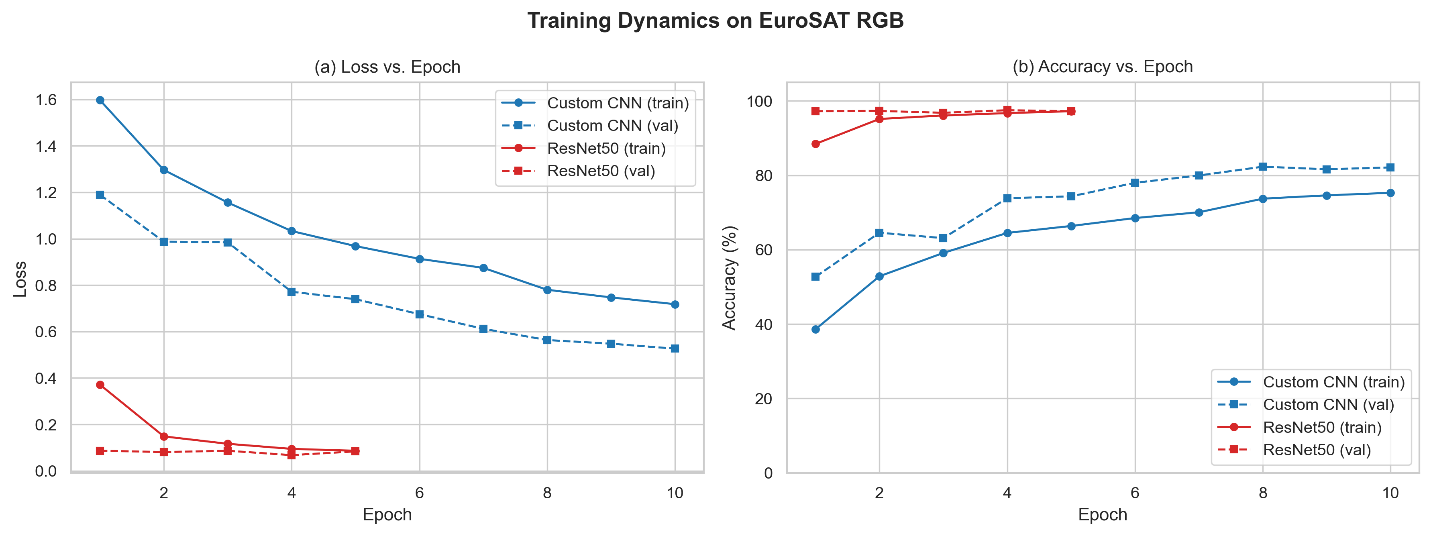 Training Dynamics on EuroSAT RGB
(a) Loss vs. Epoch
1.6
1.4
1.2
1.0
0.8
0.6
0.4
0.2
0.0
Loss
2 4 6 8 10
Epoch
Custom CNN (train)
Custom CNN (val)
ResNet50 (train)
ResNet50 (val)
(b) Accuracy vs. Epoch
100
80
60
40
20
0
Accuracy (%)
2 4 6 8 10
Epoch
Custom CNN (train)
Custom CNN (val)
ResNet50 (train)
ResNet50 (val)